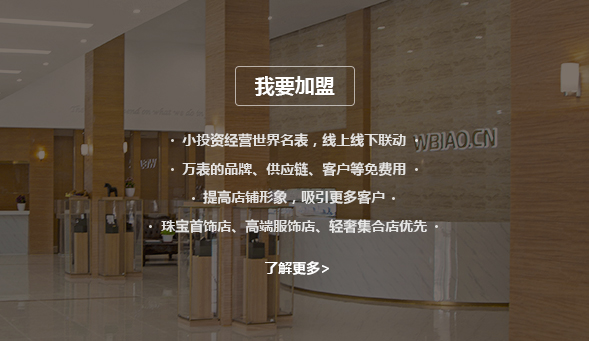 我要加盟
· 小投资经营世界名表，线上线下联动 ·
WBIAO.CN
· 万表的品牌、供应链、客户等免费用 ·
· 提高店铺形象，吸引更多客户 ·
· 珠宝首饰店、高端服饰店、轻奢集合店优先 ·
了解更多>